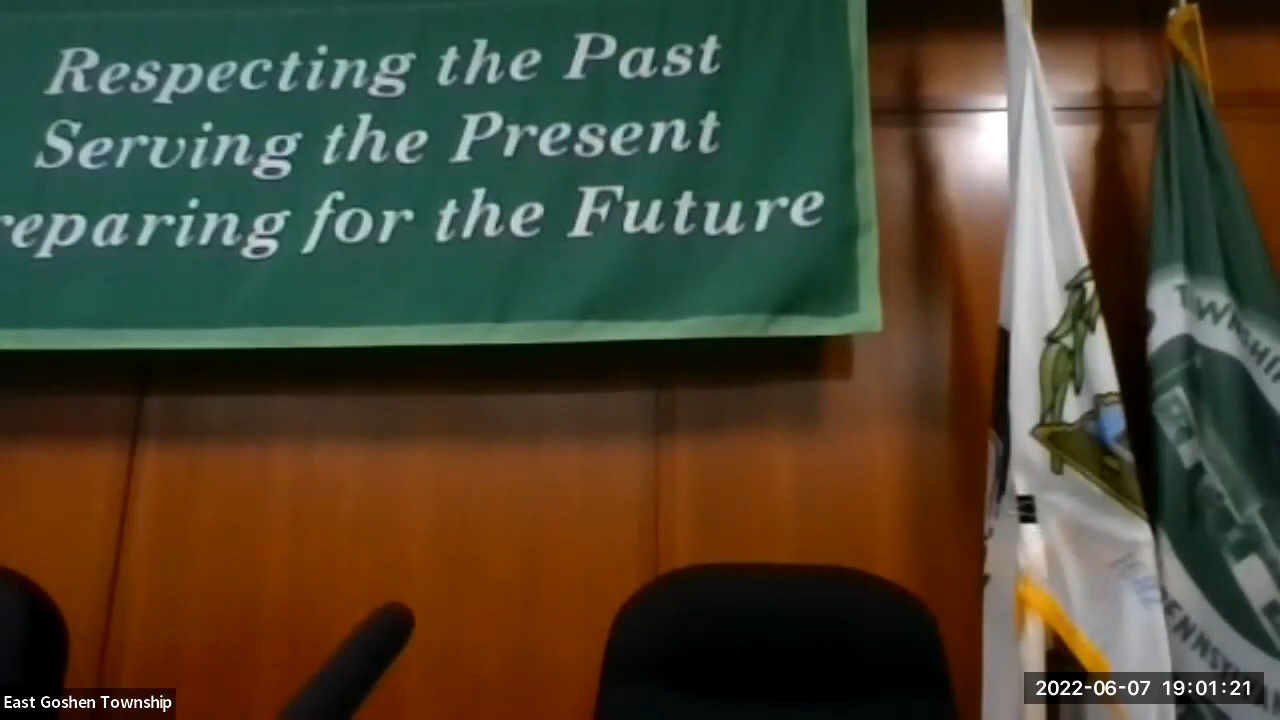 Respecting the Past
Serving the Present
reparing for the Future
East Goshen Township
2022-06-07 19:01:21